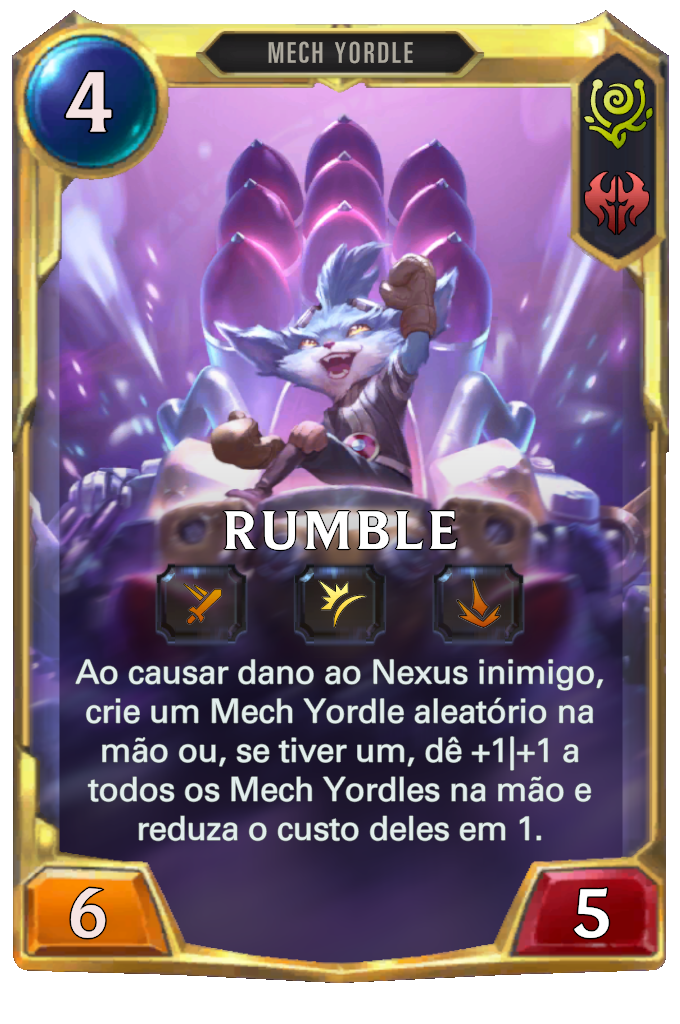 MECH YORDLE
4
RUMBLE
Ao causar dano ao Nexus inimigo,
crie um Mech Yordle aleatório na
mão ou, se tiver um, dê +1|+1 a
todos os Mech Yordles na mão e
reduza o custo deles em 1.
6
5